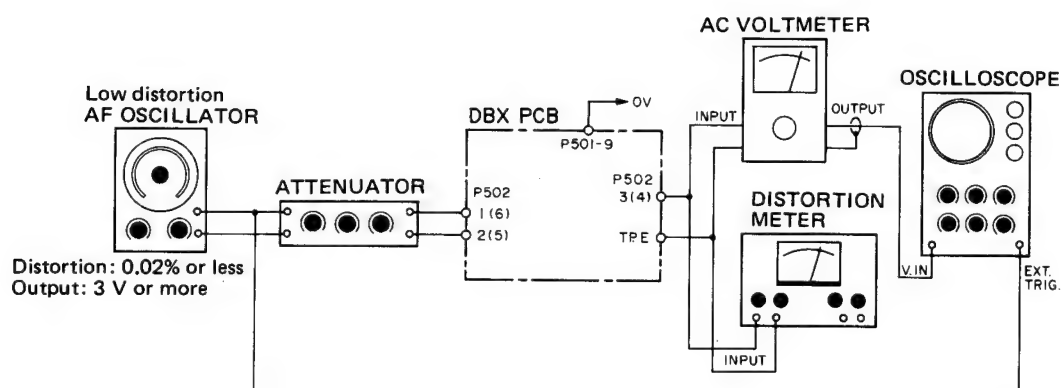 AC VOLTMETER
OSCILLOSCOPE
Low distortion
AF OSCILLATOR
DBX PCB
0V
P501-9
INPUT
OUTPUT
ATTENUATOR
P502
1(6)
2(5)
P502
3(4)
TPE
DISTORTION
METER
Distortion: 0.02% or less
Output: 3 V or more
V.IN
EXT.
TRIG.
INPUT